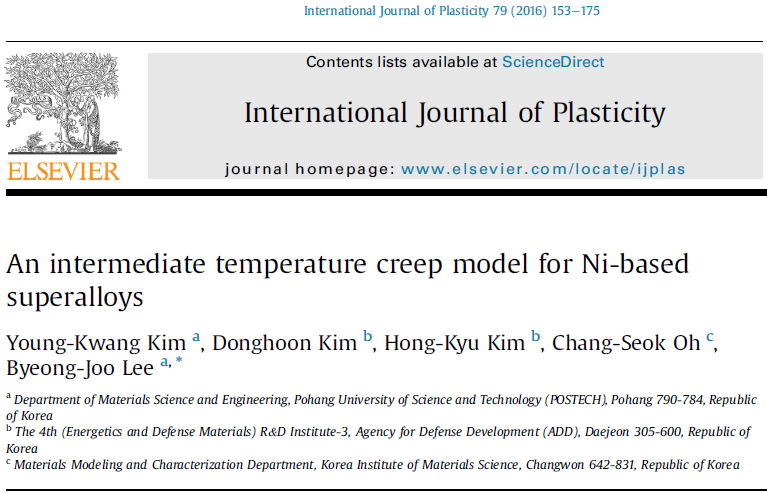 International Journal of Plasticity 79 (2016) 153–175
Contents lists available at ScienceDirect
International Journal of Plasticity
journal homepage: www.elsevier.com/locate/ijplas
ELSEVIER
An intermediate temperature creep model for Ni-based
superalloys
Young-Kwang Kim a, Donghoon Kim b, Hong-Kyu Kim b, Chang-Seok Oh c,
Byeong-Joo Lee a, *
a Department of Materials Science and Engineering, Pohang University of Science and Technology (POSTECH), Pohang 790-784, Republic
of Korea
b The 4th (Energetics and Defense Materials) R&D Institute-3, Agency for Defense Development (ADD), Daejeon 305-600, Republic of
Korea
c Materials Modeling and Characterization Department, Korea Institute of Materials Science, Changwon 642-831, Republic of Korea